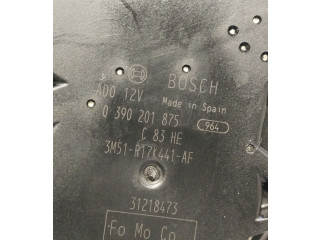 BOSCH
ADO 12V
Made in Spain
0 390 201 875
964
C 83 HE
3M51-R17K441-AF
31218473
Fo Mo Co